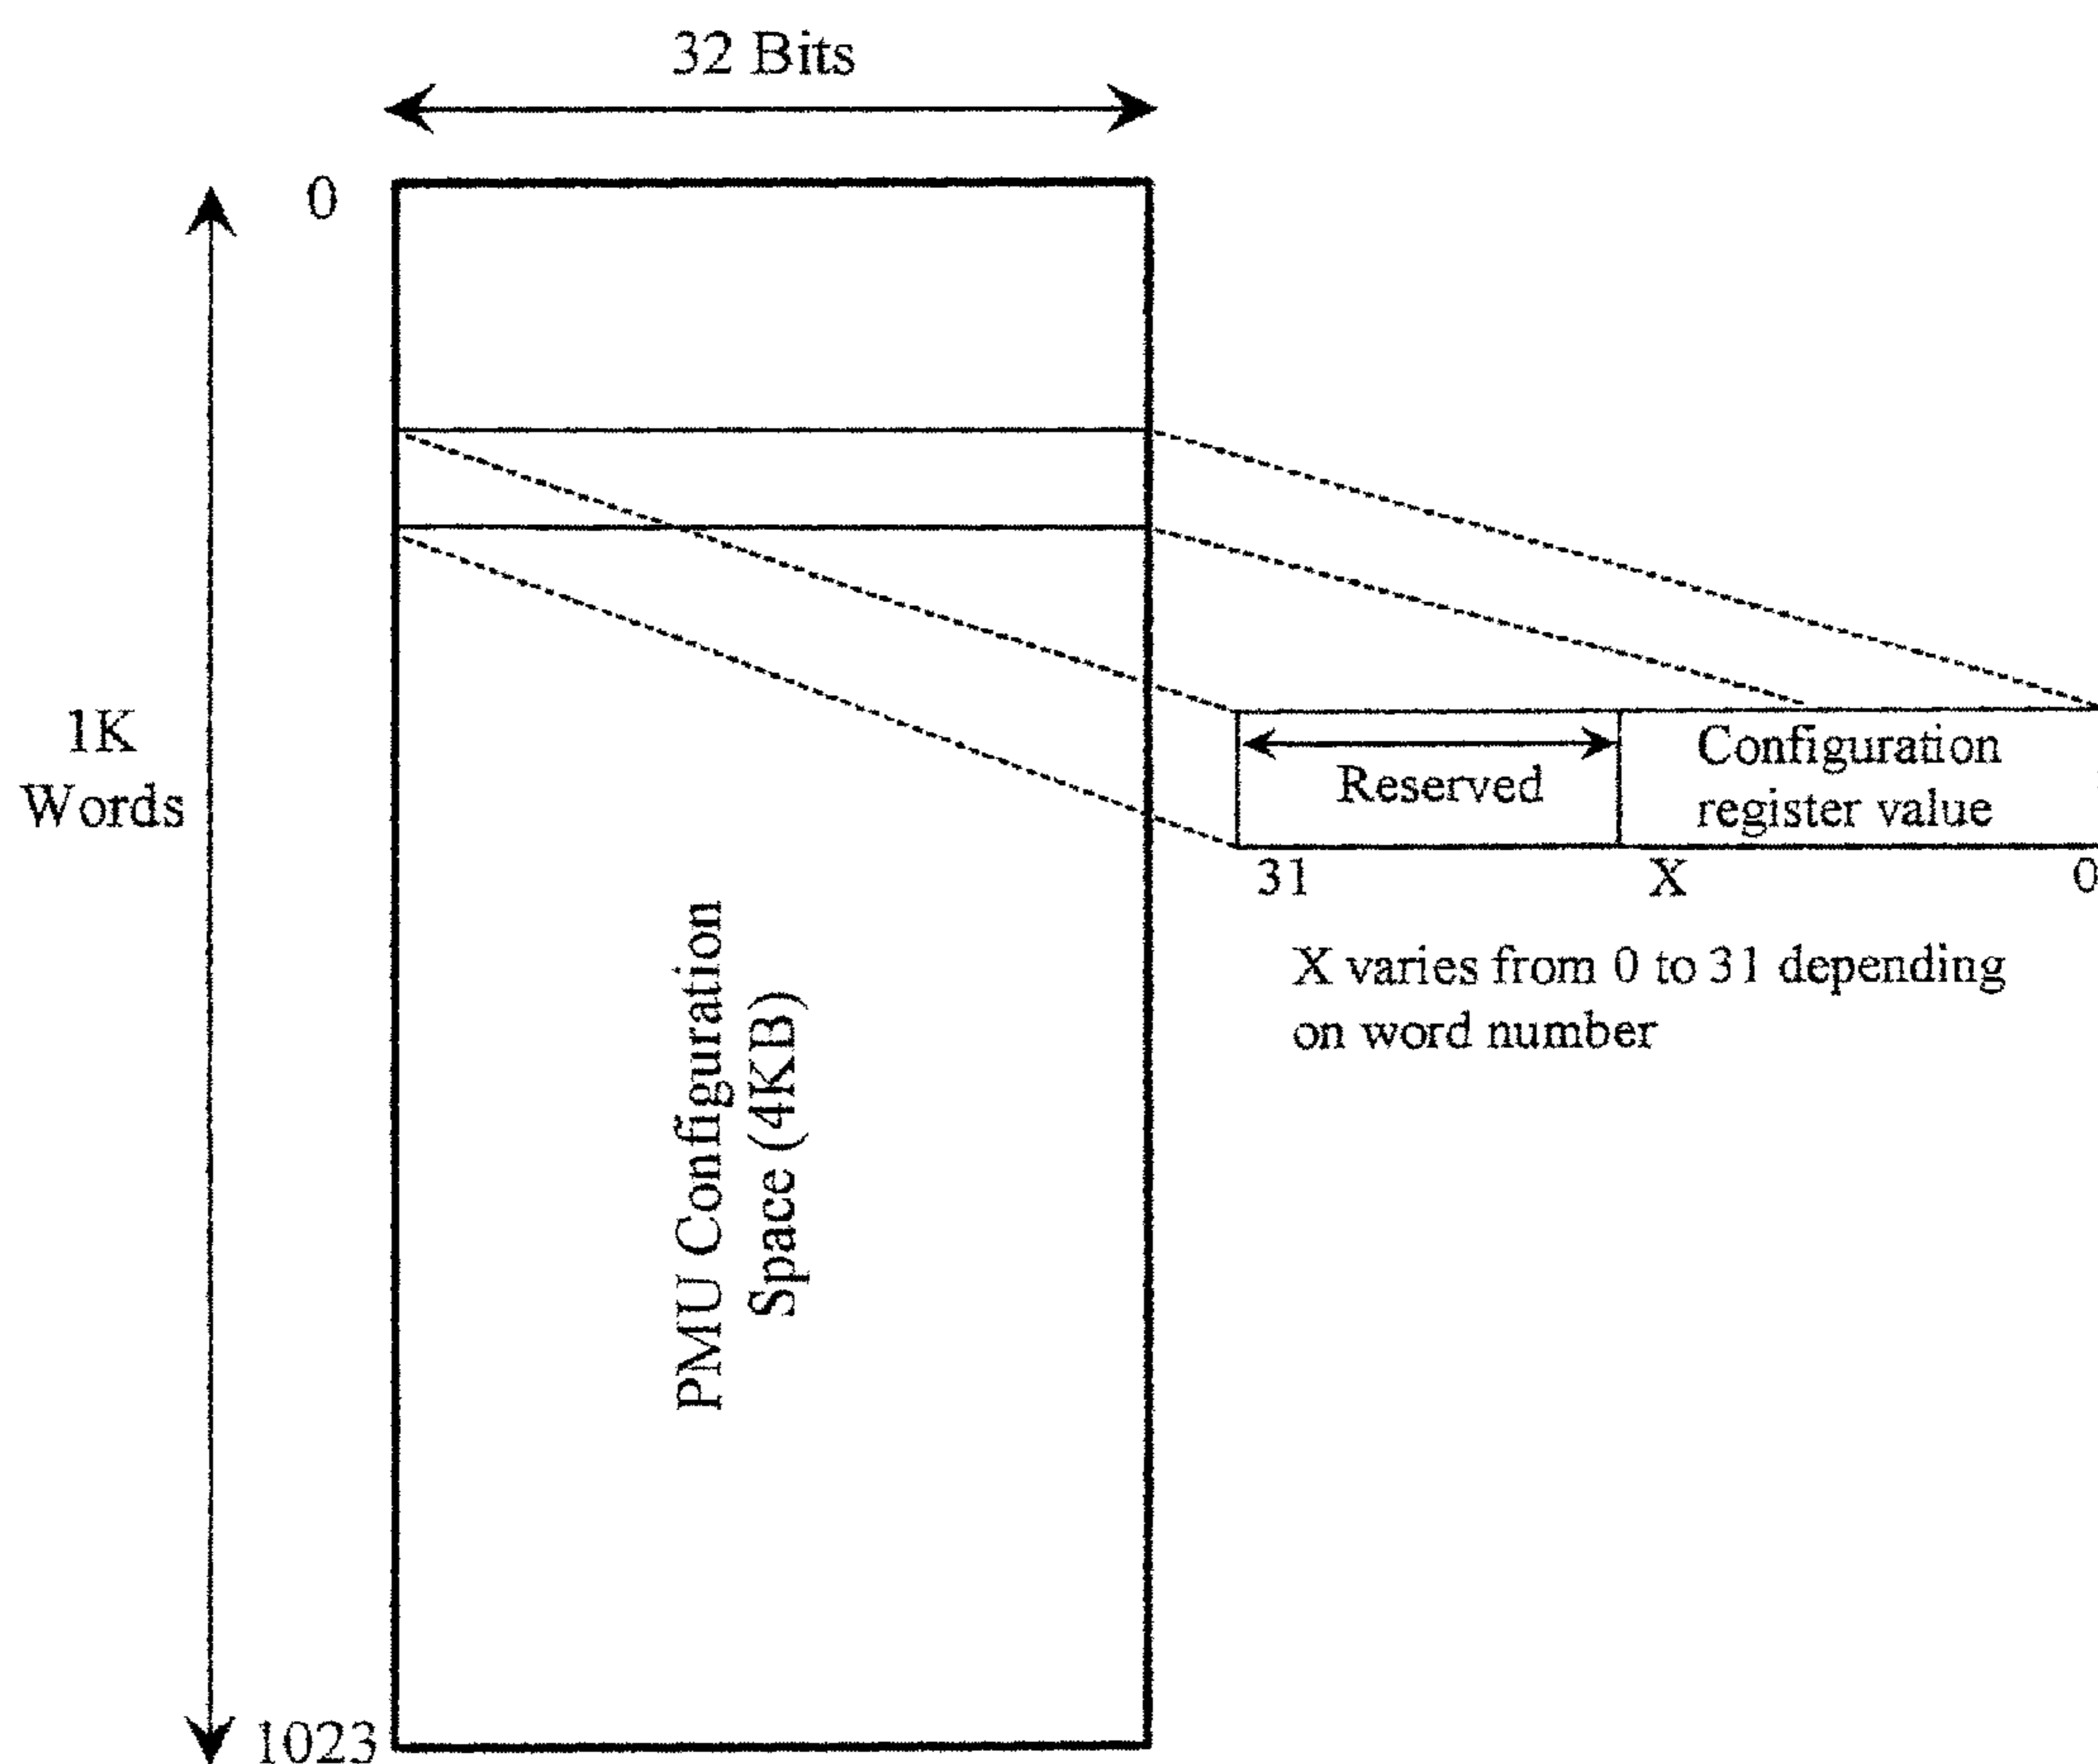 32 Bits
0
1K
Words
Configuration
register value
Reserved
31
X
0
X varies from 0 to 31 depending
on word number
PMU Configuration
Space (4KB)
1023